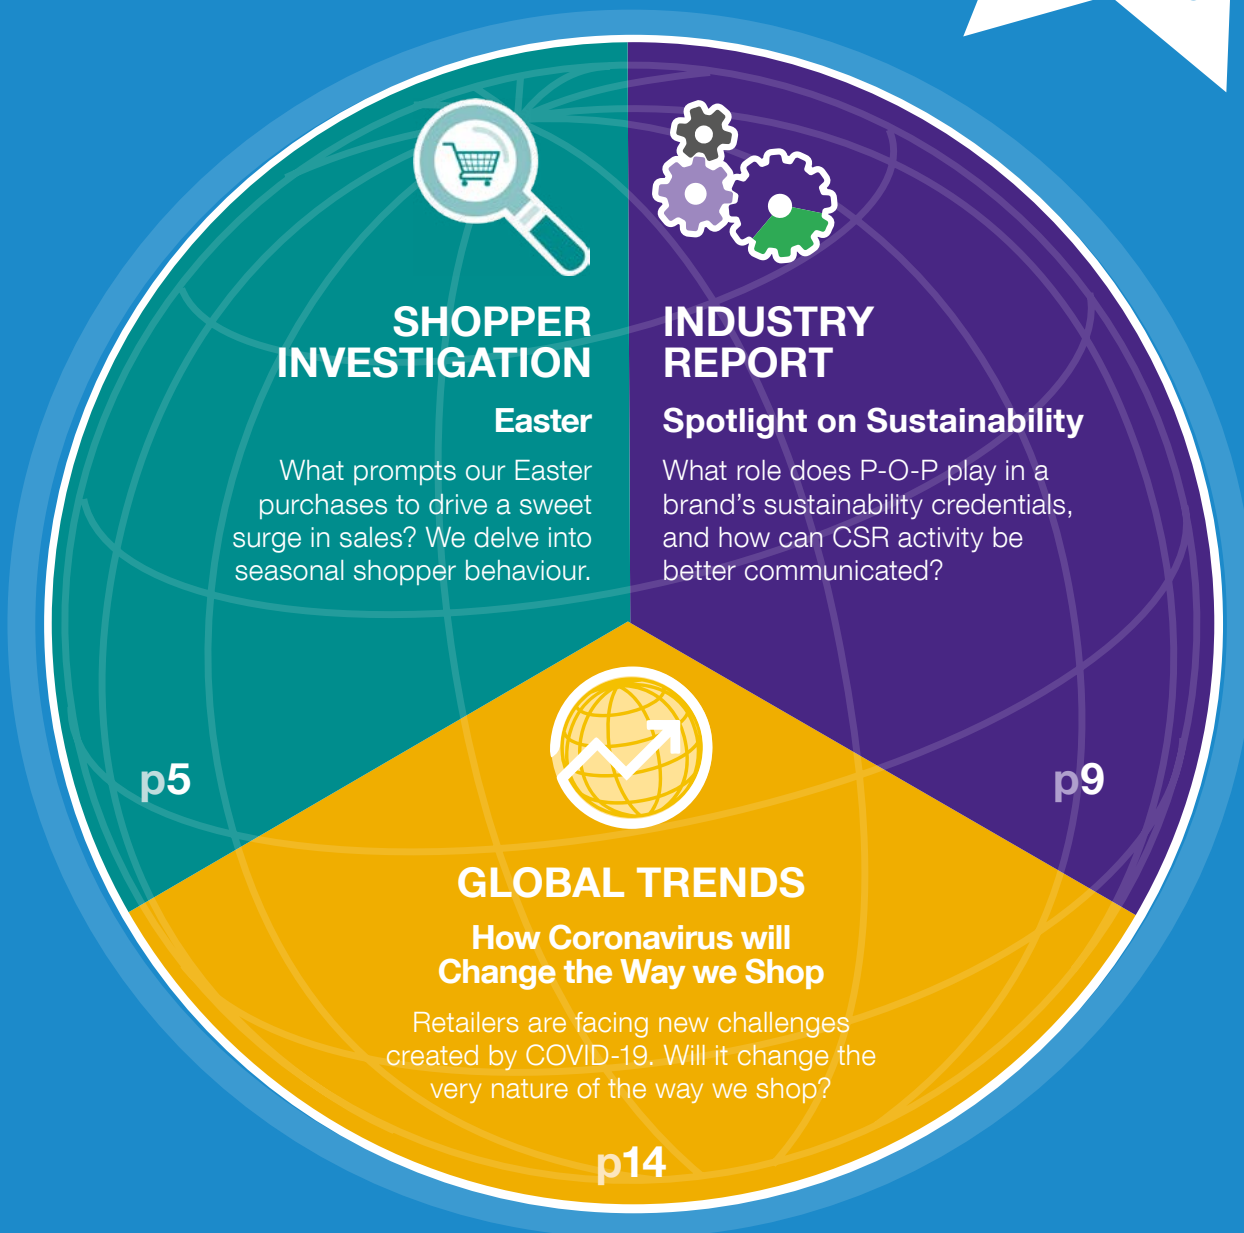 SHOPPER
INVESTIGATION
Easter
What prompts our Easter
purchases to drive a sweet
surge in sales? We delve into
seasonal shopper behaviour.
p5
INDUSTRY
REPORT
Spotlight on Sustainability
What role does P-O-P play in a
brand's sustainability credentials,
and how can CSR activity be
better communicated?
p9
GLOBAL TRENDS
How Coronavirus will
Change the Way we Shop
Retailers are facing new challenges
created by COVID-19. Will it change the
very nature of the way we shop?
p14